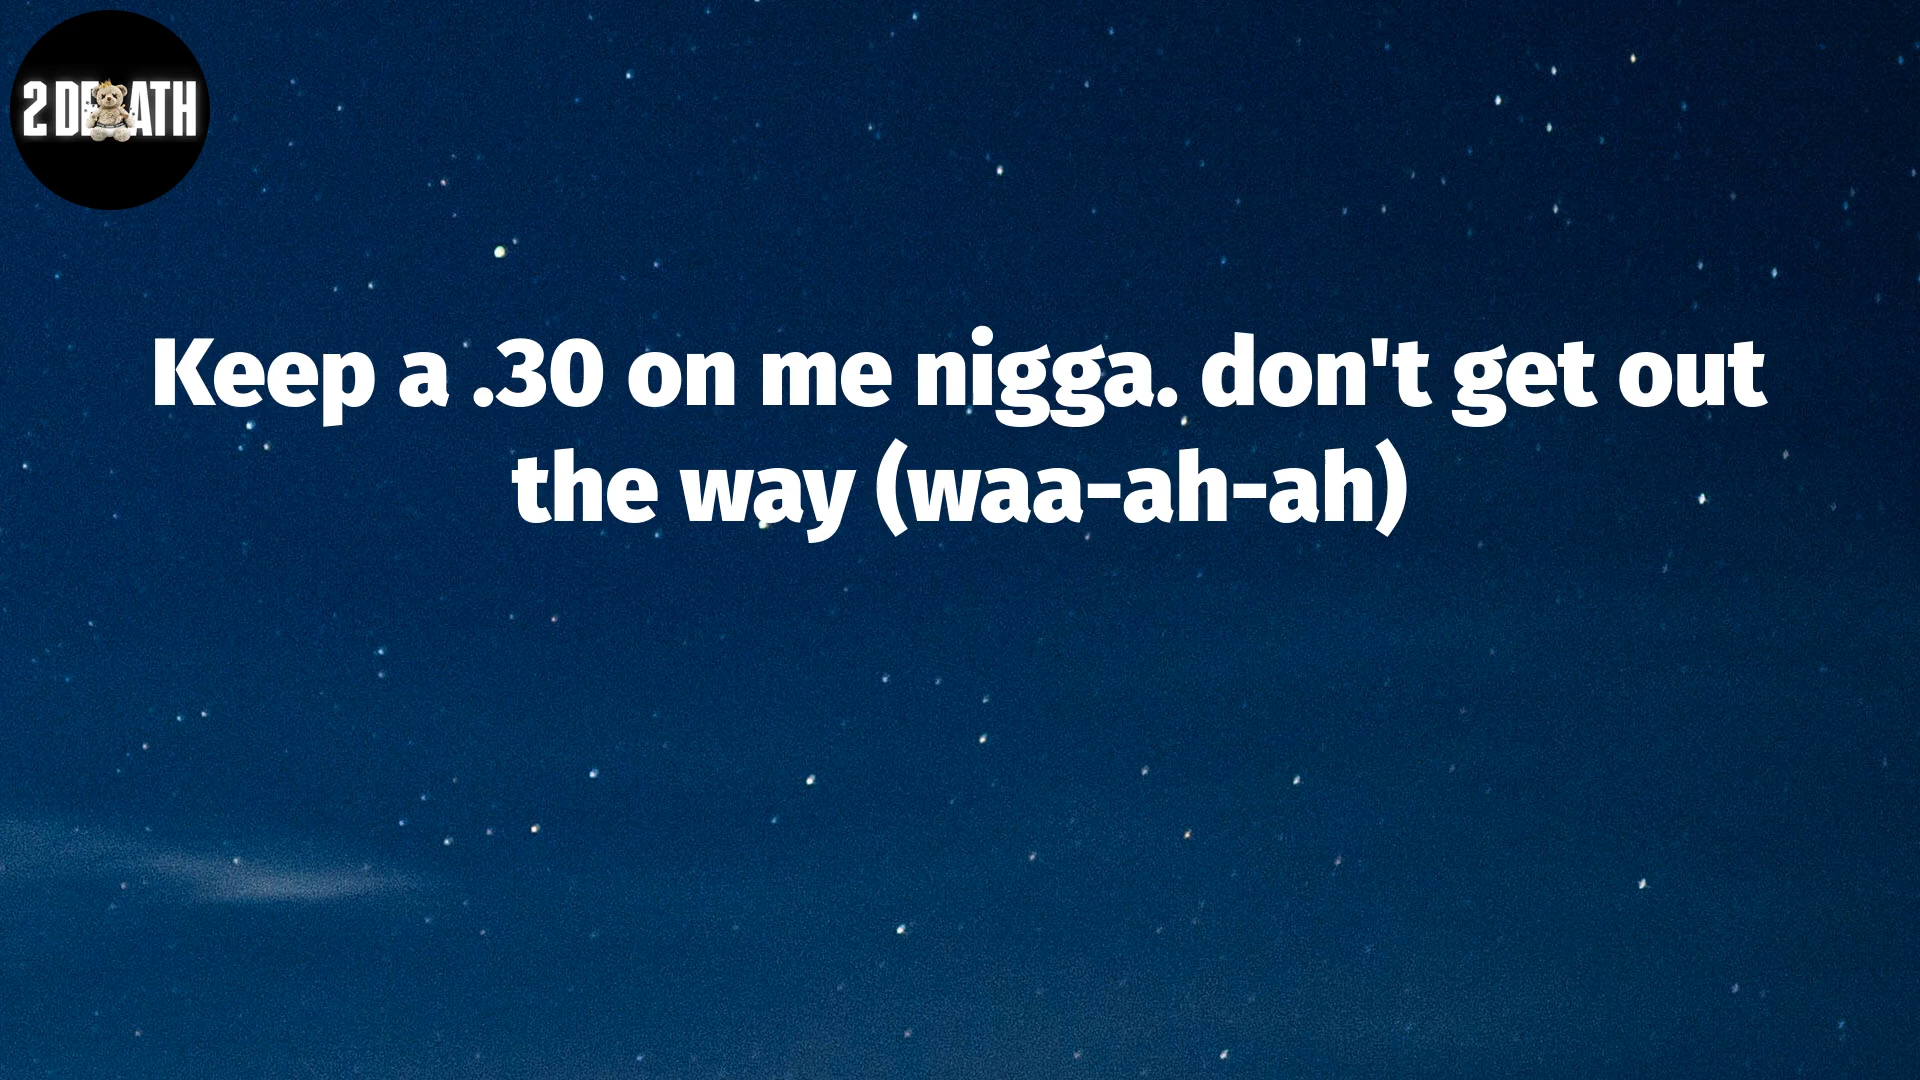 2 DEATH
Keep a .30 on me nigga. don't get out
the way (waa-ah-ah)